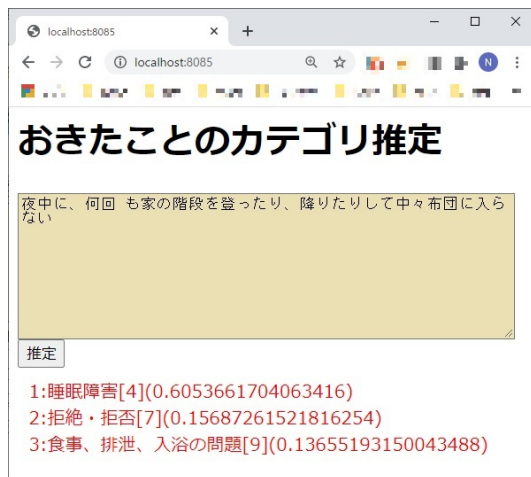 localhost:8085
localhost:8085
N
おきたことのカテゴリ推定
夜中に、何回 も家の階段を登ったり、降りたりして中々布団に入ら
ない
推定
1:睡眠障害[4](0.6053661704063416)
2:拒絶・拒否[7](0.15687261521816254)
3:食事、排泄、入浴の問題[9](0.13655193150043488)